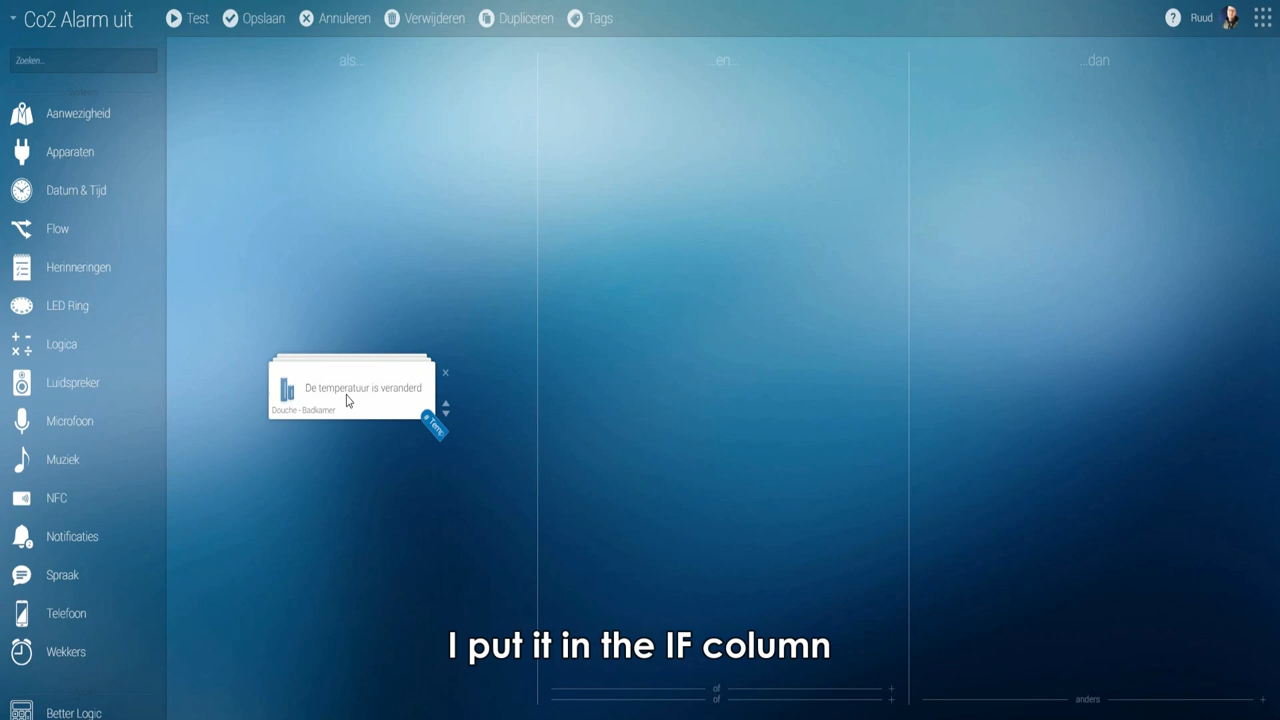 Co2 Alarm uit
Test
Opslaan
Annuleren
Verwijderen
Dupliceren
Tags
?
Ruud
Zoeken...
als...
...en...
...dan
Aanwezigheid
Apparaten
Datum & Tijd
Flow
Herinneringen
LED Ring
Logica
Luidspreker
Microfoon
Muziek
NFC
Notificaties
Spraak
Telefoon
Wekkers
Better Logic
De temperatuur is veranderd
Douche - Badkamer
# Temp
I put it in the IF column
of
of
anders